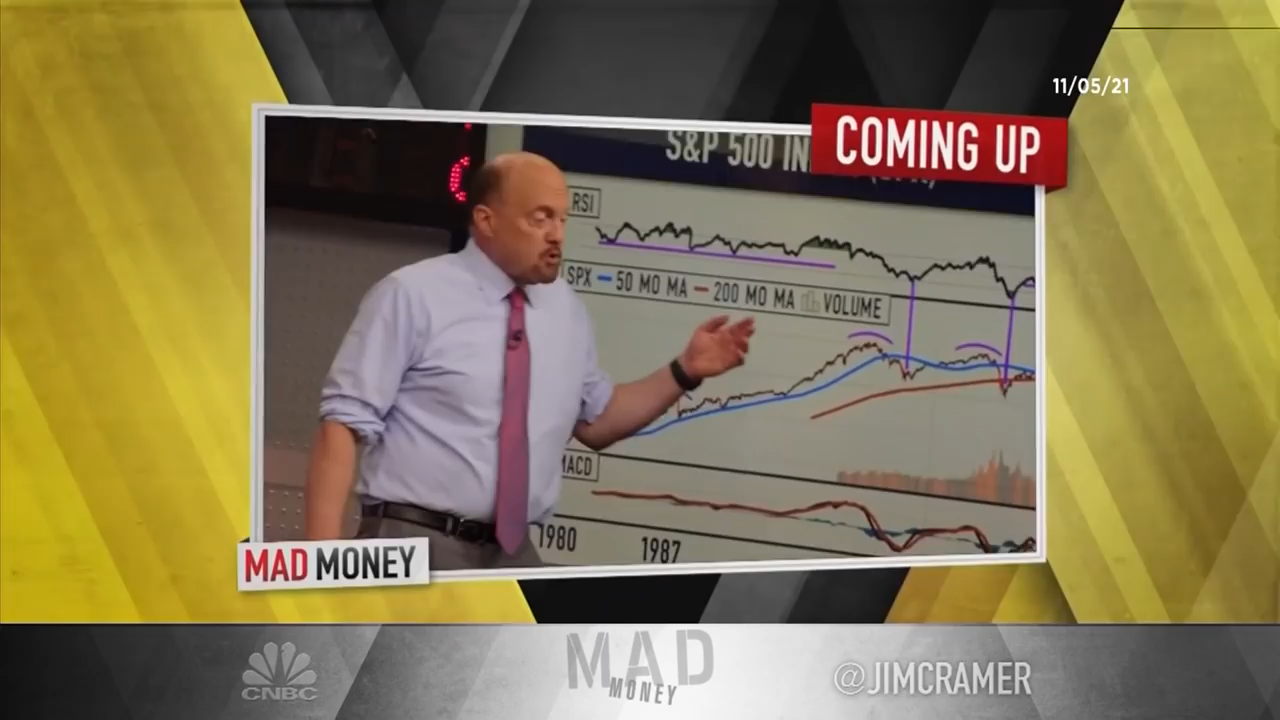 11/05/21
COMING UP
S&P 500
RSI
SPX 50 MO MA 200 MO MA VOLUME
MACD
1980 1987
MAD MONEY
CNBC
MAD
MONEY
@JIMCRAMER